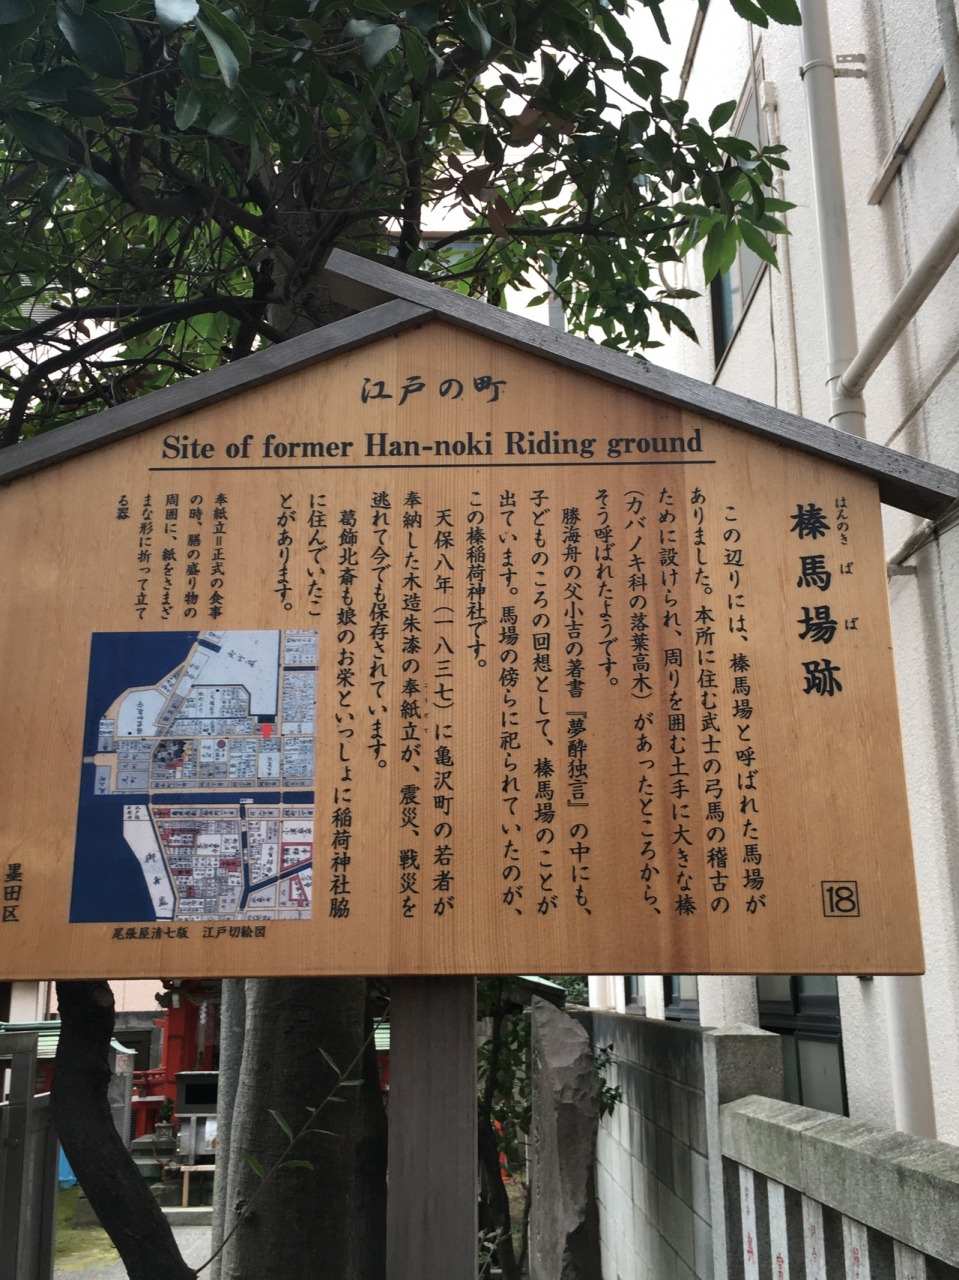 江戸の町
Site of former Han-noki Riding ground
はんのき ば ば
榛馬場跡
この辺りには、榛馬場と呼ばれた馬場が
ありました。本所に住む武士の弓馬の稽古の
ために設けられ、周りを囲む土手に大きな榛
（カバノキ科の落葉高木）があったところから、
そう呼ばれたようです。
勝海舟の父小吉の著書『夢酔独言』の中にも、
子どものころの回想として、榛馬場のことが
出ています。馬場の傍らに祀られていたのが、
この榛稲荷神社です。
天保八年（一八三七）に亀沢町の若者が
奉納した木造朱漆の奉紙立が、震災、戦災を
逃れて今でも保存されています。
葛飾北斎も娘のお栄といっしょに稲荷神社脇
に住んでいたこ
とがあります。
奉紙立＝正式の食事
の時、膳の盛り物の
周囲に、紙をさまざ
まな形に折って立て
る器
18
尾張屋清七版 江戸切絵図
墨田区